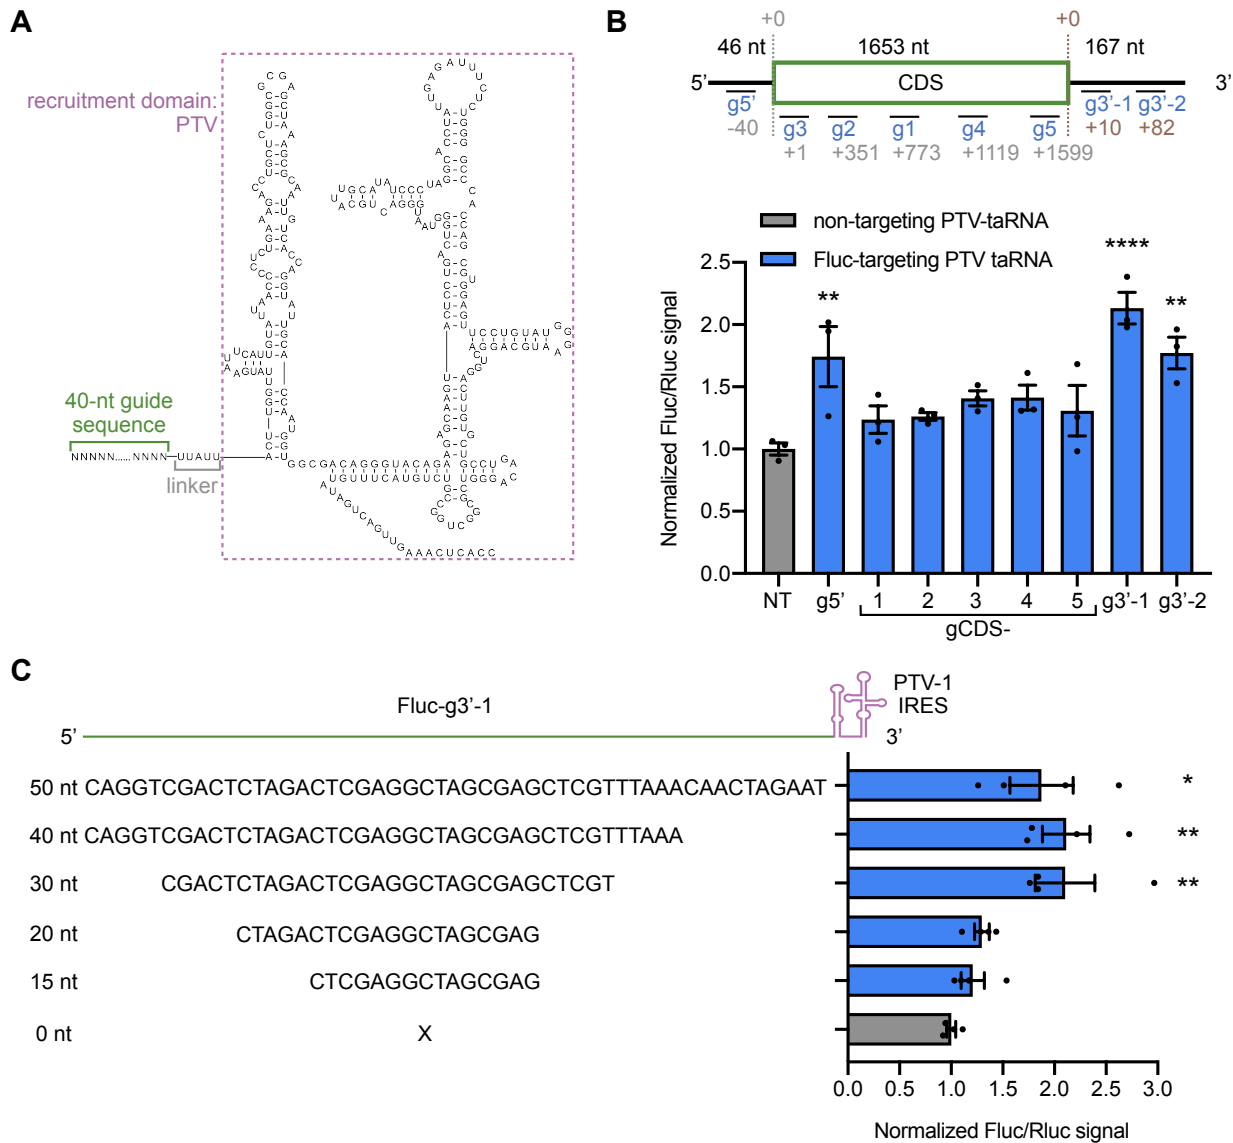 A
recruitment domain:
PTV
40-nt guide
sequence
NNNNN......NNNN
UUAUU
linker
GGCGACAGGGUACAGA
AAACUCACC
B
+0
+0
46 nt
1653 nt
167 nt
5’
CDS
3’
g5’
g3
g2
g1
g4
g5
g3’-1
g3’-2
-40
+1
+351
+773
+1119
+1599
+10
+82
non-targeting PTV-taRNA
Fluc-targeting PTV taRNA
Normalized Fluc/Rluc signal
2.5
2.0
1.5
1.0
0.5
0.0
**
****
**
NT
g5’
1
2
3
4
5
g3’-1
g3’-2
gCDS-
C
Fluc-g3’-1
PTV-1
IRES
5’
3’
50 nt CAGGTCGACTCTAGACTCGAGGCTAGCGAGCTCGTTTAAACAACTAGAAT *
40 nt CAGGTCGACTCTAGACTCGAGGCTAGCGAGCTCGTTTAAA **
30 nt CGACTCTAGACTCGAGGCTAGCGAGCTCGT **
20 nt CTAGACTCGAGGCTAGCGAG
15 nt CTCGAGGCTAGCGAG
0 nt X
0.0 0.5 1.0 1.5 2.0 2.5 3.0
Normalized Fluc/Rluc signal